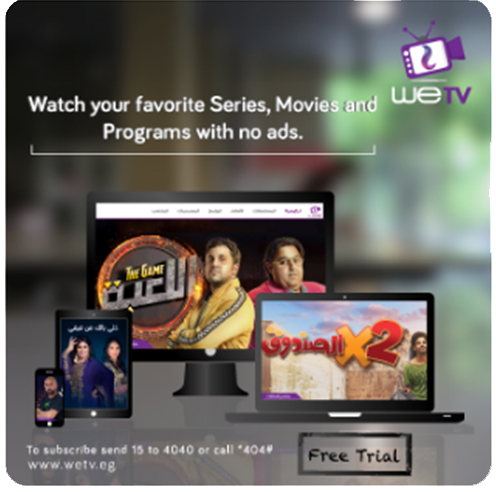 WE TV
Watch your favorite Series, Movies and
Programs with no ads.
THE GAME
اللعبة
X2 الصندوق
To subscribe send 15 to 4040 or call *404#
www.wetv.eg
Free Trial